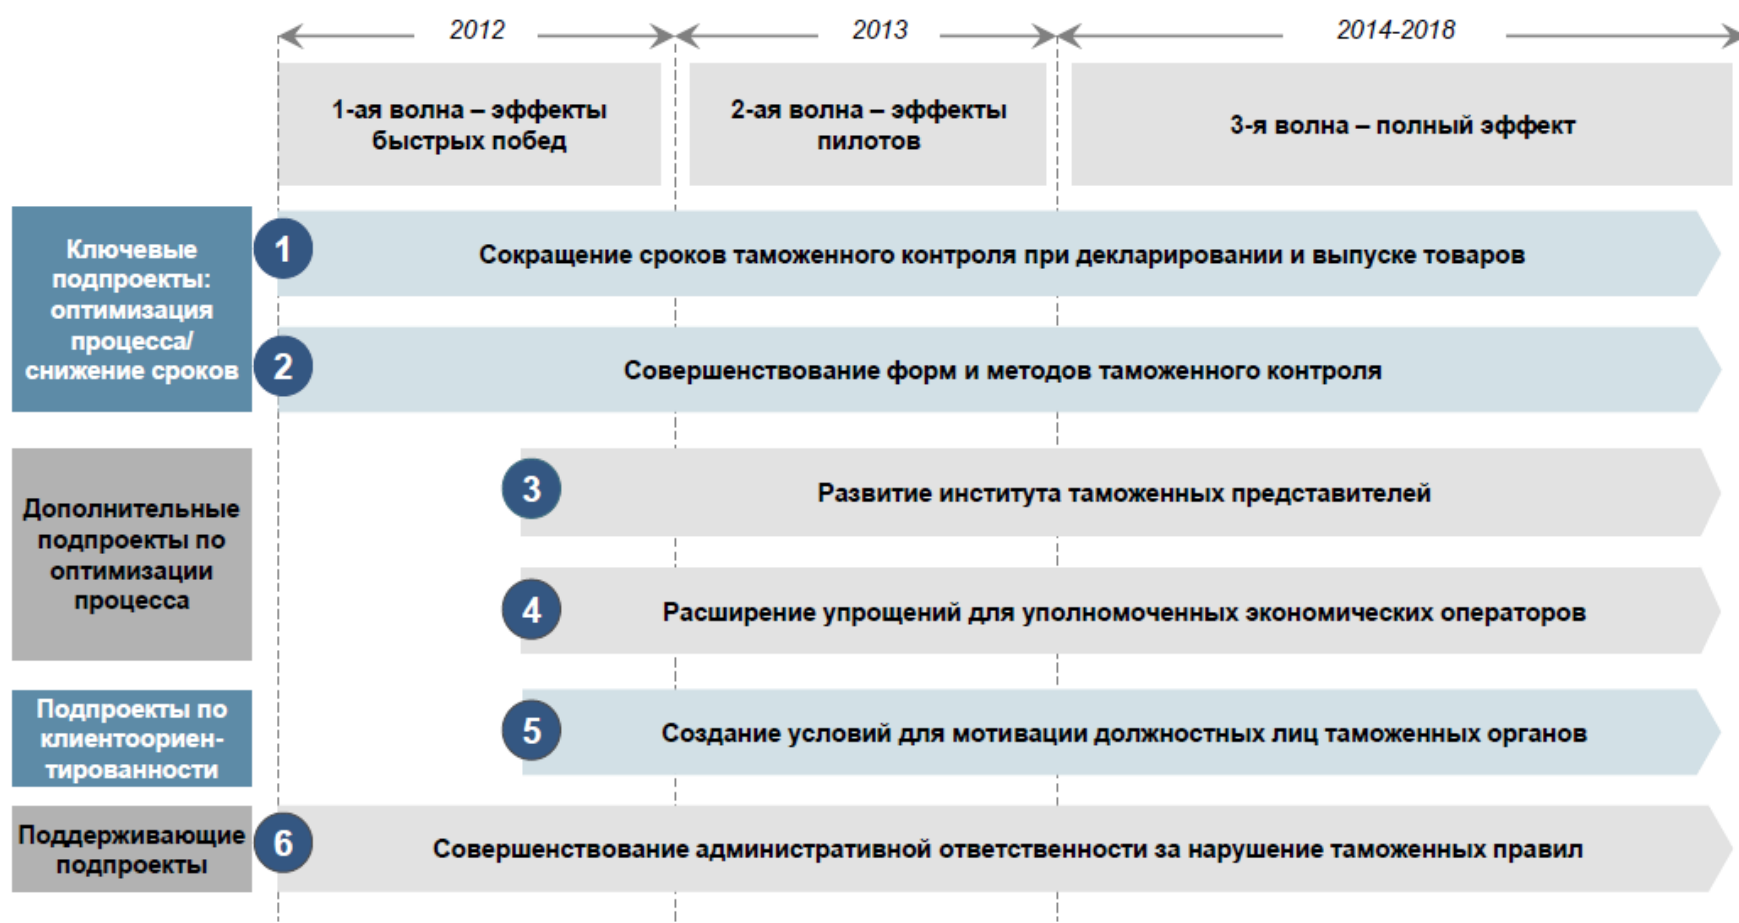 2012
2013
2014-2018
1-ая волна – эффекты
быстрых побед
2-ая волна – эффекты
пилотов
3-я волна – полный эффект
Ключевые
подпроекты:
оптимизация
процесса/
снижение сроков
1
Сокращение сроков таможенного контроля при декларировании и выпуске товаров
2
Совершенствование форм и методов таможенного контроля
Дополнительные
подпроекты по
оптимизации
процесса
3
Развитие института таможенных представителей
4
Расширение упрощений для уполномоченных экономических операторов
Подпроекты по
клиентоориен-
тированности
5
Создание условий для мотивации должностных лиц таможенных органов
Поддерживающие
подпроекты
6
Совершенствование административной ответственности за нарушение таможенных правил